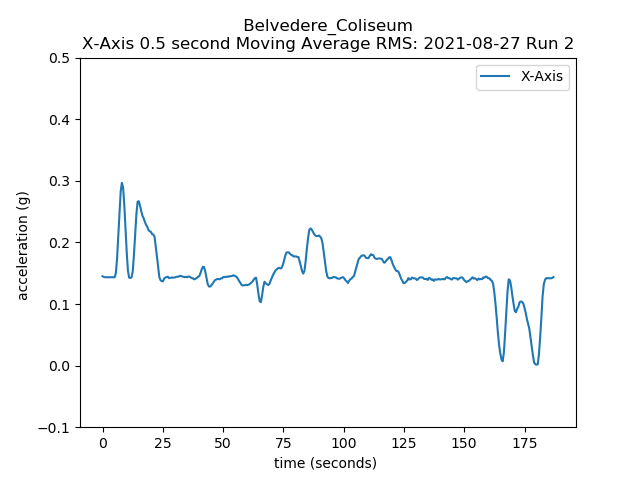 Belvedere_Coliseum
X-Axis 0.5 second Moving Average RMS: 2021-08-27 Run 2
X-Axis
0.5
0.4
0.3
0.2
0.1
0.0
−0.1
acceleration (g)
0 25 50 75 100 125 150 175
time (seconds)